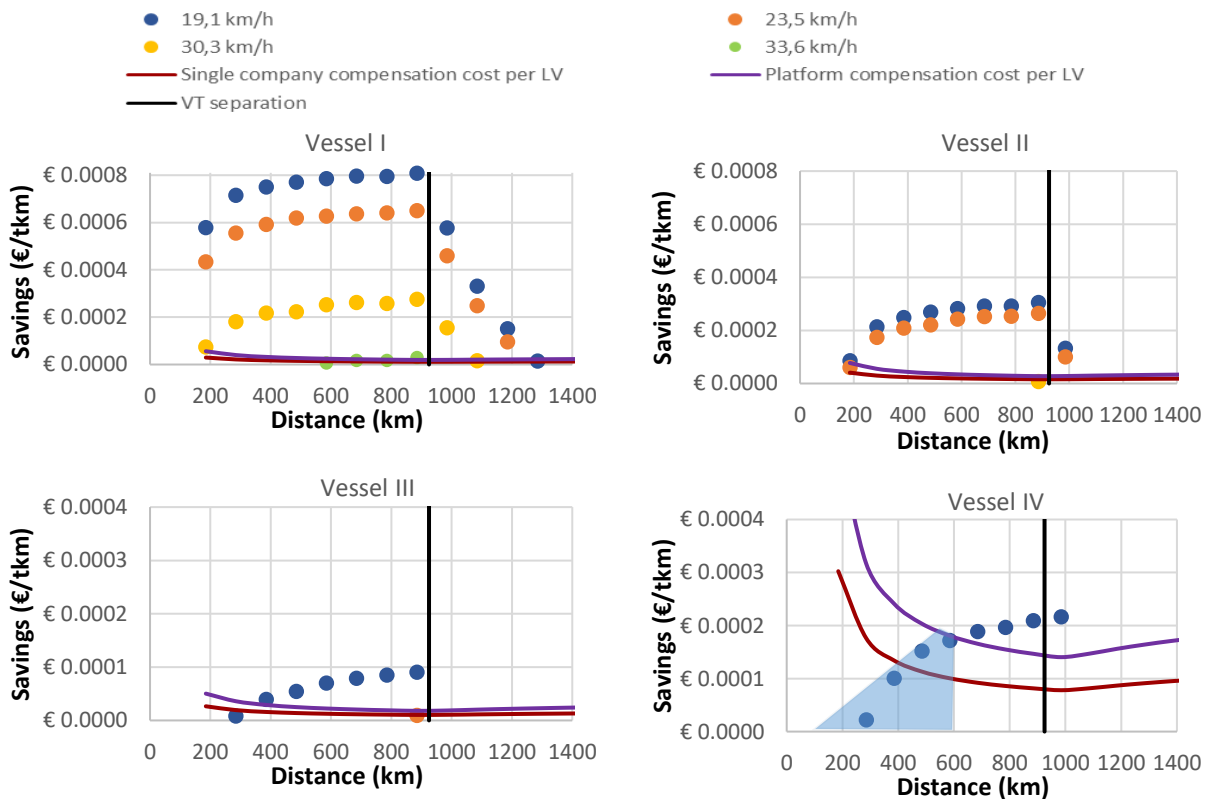 19,1 km/h
23,5 km/h
30,3 km/h
33,6 km/h
Single company compensation cost per LV
Platform compensation cost per LV
VT separation
Vessel I
Savings (€/tkm)
€ 0.0008
€ 0.0006
€ 0.0004
€ 0.0002
€ 0.0000
0 200 400 600 800 1000 1200 1400
Distance (km)
Vessel II
Savings (€/tkm)
€ 0.0008
€ 0.0006
€ 0.0004
€ 0.0002
€ 0.0000
0 200 400 600 800 1000 1200 1400
Distance (km)
Vessel III
Savings (€/tkm)
€ 0.0004
€ 0.0003
€ 0.0002
€ 0.0001
€ 0.0000
0 200 400 600 800 1000 1200 1400
Distance (km)
Vessel IV
Savings (€/tkm)
€ 0.0004
€ 0.0003
€ 0.0002
€ 0.0001
€ 0.0000
0 200 400 600 800 1000 1200 1400
Distance (km)